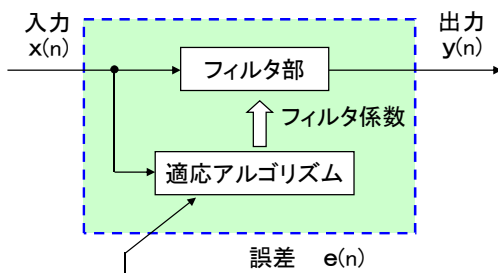 入力
x(n)
出力
y(n)
フィルタ部
フィルタ係数
適応アルゴリズム
誤差 e(n)